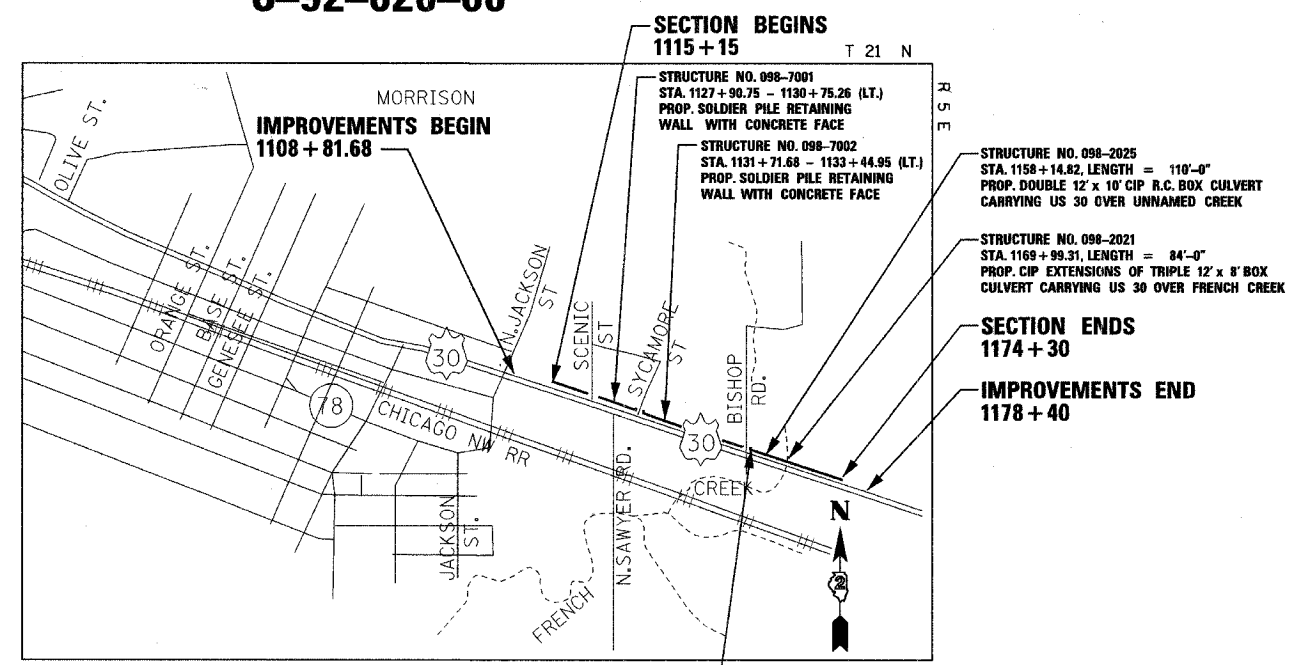 SECTION BEGINS
1115+15
T 21 N
R 5 E
STRUCTURE NO. 098-7001
STA. 1127+90.75 - 1130+75.26 (LT.)
PROP. SOLDIER PILE RETAINING
WALL WITH CONCRETE FACE
MORRISON
IMPROVEMENTS BEGIN
1108+81.68
STRUCTURE NO. 098-7002
STA. 1131+71.68 - 1133+44.95 (LT.)
PROP. SOLDIER PILE RETAINING
WALL WITH CONCRETE FACE
STRUCTURE NO. 098-2025
STA. 1158+14.82, LENGTH = 110'-0"
PROP. DOUBLE 12' x 10' CIP R.C. BOX CULVERT
CARRYING US 30 OVER UNNAMED CREEK
STRUCTURE NO. 098-2021
STA. 1169+99.31, LENGTH = 84'-0"
PROP. CIP EXTENSIONS OF TRIPLE 12' x 8' BOX
CULVERT CARRYING US 30 OVER FRENCH CREEK
SECTION ENDS
1174+30
IMPROVEMENTS END
1178+40
OLIVE ST.
ORANGE ST.
BASE ST.
GENESEE ST.
N.JACKSON
ST
SCENIC
ST
SYCAMORE
ST
BISHOP
RD.
30
78
CHICAGO NW RR
30
CREEK
JACKSON
ST.
N.SAWYER RD.
FRENCH
N
2